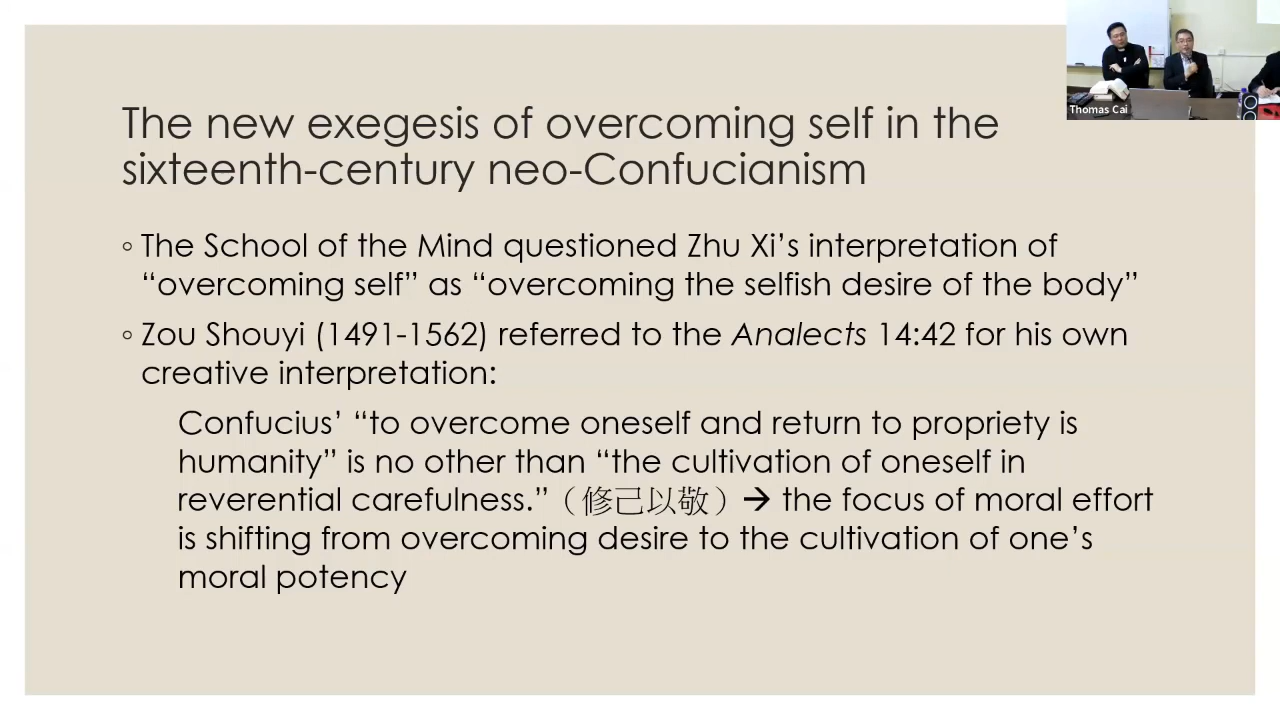 The new exegesis of overcoming self in the
sixteenth-century neo-Confucianism
Thomas Cai
◦ The School of the Mind questioned Zhu Xi’s interpretation of
“overcoming self” as “overcoming the selfish desire of the body”
◦ Zou Shouyi (1491-1562) referred to the Analects 14:42 for his own
creative interpretation:
Confucius’ “to overcome oneself and return to propriety is
humanity” is no other than “the cultivation of oneself in
reverential carefulness.”（修己以敬）→ the focus of moral effort
is shifting from overcoming desire to the cultivation of one’s
moral potency